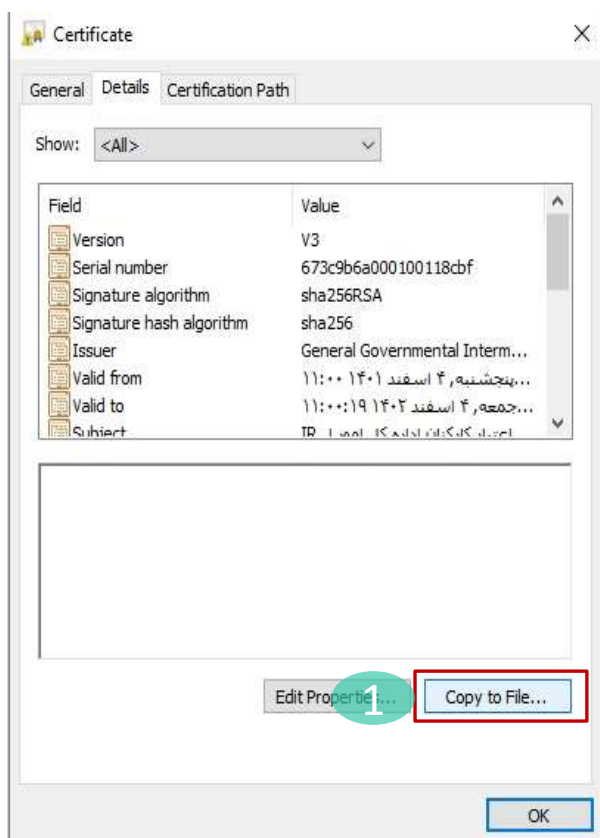 Certificate
General Details Certification Path
Show: <All>
Field Value
Version V3
Serial number 673c9b6a000100118cbf
Signature algorithm sha256RSA
Signature hash algorithm sha256
Issuer General Governmental Interm...
Valid from پنجشنبه, ۴ اسفند ۱۴۰۱ ۱۱:۰۰...
Valid to جمعه, ۴ اسفند ۱۴۰۲ ۱۱:۰۰:۱۹...
Subject IR
Edit Properties... 1 Copy to File...
OK